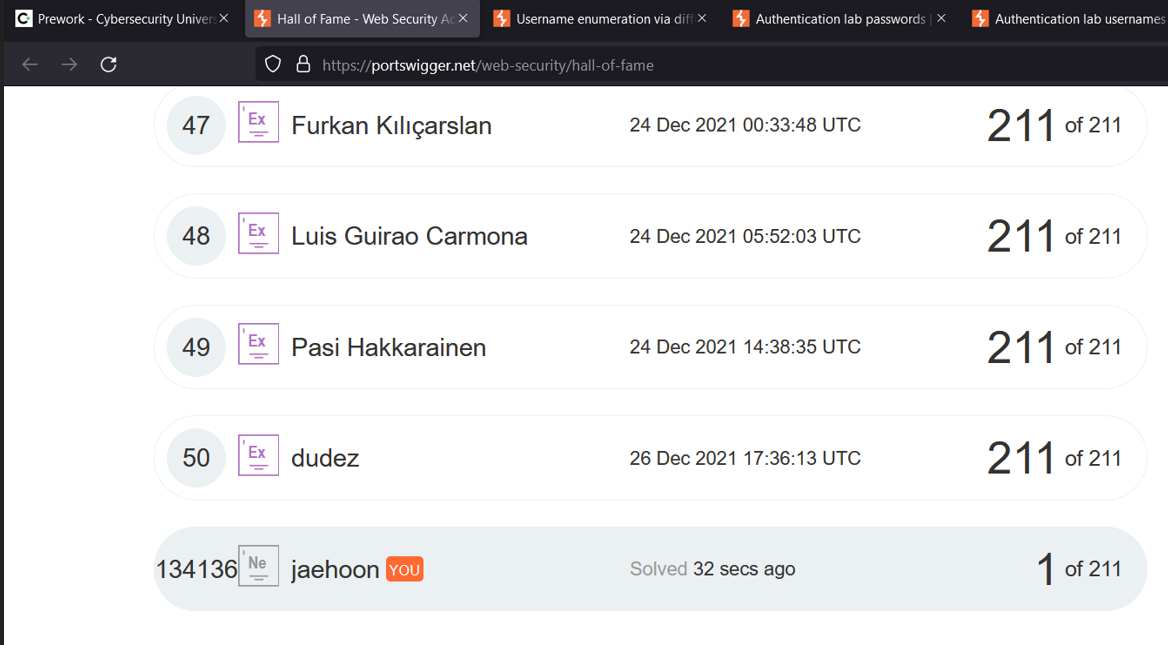 Prework - Cybersecurity Univers
Hall of Fame - Web Security Ac
Username enumeration via diff
Authentication lab passwords |
Authentication lab usernames
https://portswigger.net/web-security/hall-of-fame
47 Ex Furkan Kılıçarslan 24 Dec 2021 00:33:48 UTC 211 of 211
48 Ex Luis Guirao Carmona 24 Dec 2021 05:52:03 UTC 211 of 211
49 Ex Pasi Hakkarainen 24 Dec 2021 14:38:35 UTC 211 of 211
50 Ex dudez 26 Dec 2021 17:36:13 UTC 211 of 211
134136 Ne jaehoon YOU Solved 32 secs ago 1 of 211